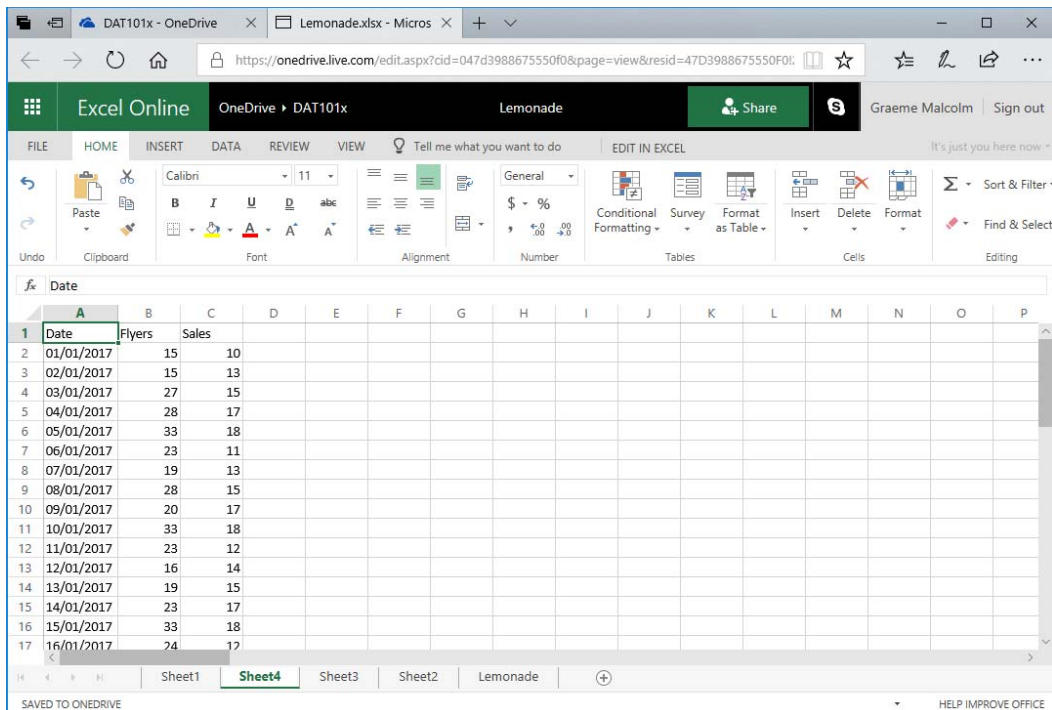 DAT101x - OneDrive
Lemonade.xlsx - Micros
https://onedrive.live.com/edit.aspx?cid=047d3988675550f0&page=view&resid=47D3988675550F0!
Excel Online OneDrive ▸ DAT101x Lemonade Share Graeme Malcolm Sign out
FILE HOME INSERT DATA REVIEW VIEW Tell me what you want to do EDIT IN EXCEL It's just you here now
Calibri 11 General Σ Sort & Filter
Paste B I U D abc $ % Conditional Formatting Survey Format as Table Insert Delete Format
A A A , .00 .00 Find & Select
Undo Clipboard Font Alignment Number Tables Cells Editing
fx Date
A B C D E F G H I J K L M N O P
1 Date Flyers Sales
2 01/01/2017 15 10
3 02/01/2017 15 13
4 03/01/2017 27 15
5 04/01/2017 28 17
6 05/01/2017 33 18
7 06/01/2017 23 11
8 07/01/2017 19 13
9 08/01/2017 28 15
10 09/01/2017 20 17
11 10/01/2017 33 18
12 11/01/2017 23 12
13 12/01/2017 16 14
14 13/01/2017 19 15
15 14/01/2017 23 17
16 15/01/2017 33 18
17 16/01/2017 24 12
Sheet1 Sheet4 Sheet3 Sheet2 Lemonade
SAVED TO ONEDRIVE HELP IMPROVE OFFICE